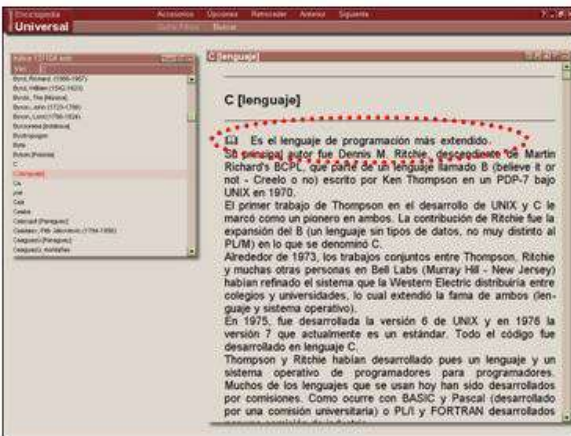 Enciclopedia
Universal
Accesorios Opciones Retroceder Anterior Siguiente
Buscar
Ver:
Byrd, Richard (1888-1957)
Byrd, William (1542-1623)
Byron, Lord (1788-1824)
Byte
C
C [lenguaje]
Ca
C [lenguaje]
C [lenguaje]
Es el lenguaje de programación más extendido.
Su principal autor fue Dennis M. Ritchie, descendiente de Martin
Richard's BCPL, que parte de un lenguaje llamado B (believe it or
not - Creelo o no) escrito por Ken Thompson en un PDP-7 bajo
UNIX en 1970.
El primer trabajo de Thompson en el desarrollo de UNIX y C le
marcó como un pionero en ambos. La contribución de Ritchie fue la
expansión del B (un lenguaje sin tipos de datos, no muy distinto al
PL/M) en lo que se denominó C.
Alrededor de 1973, los trabajos conjuntos entre Thompson, Ritchie
y muchas otras personas en Bell Labs (Murray Hill - New Jersey)
habían refinado el sistema que la Western Electric distribuiría entre
colegios y universidades, lo cual extendió la fama de ambos (len-
guaje y sistema operativo).
En 1975, fue desarrollada la versión 6 de UNIX y en 1976 la
versión 7 que actualmente es un estándar. Todo el código fue
desarrollado en lenguaje C.
Thompson y Ritchie habían desarrollado pues un lenguaje y un
sistema operativo de programadores para programadores.
Muchos de los lenguajes que se usan hoy han sido desarrollados
por comisiones. Como ocurre con BASIC y Pascal (desarrollado
por una comisión universitaria) o PL/I y FORTRAN desarrollados